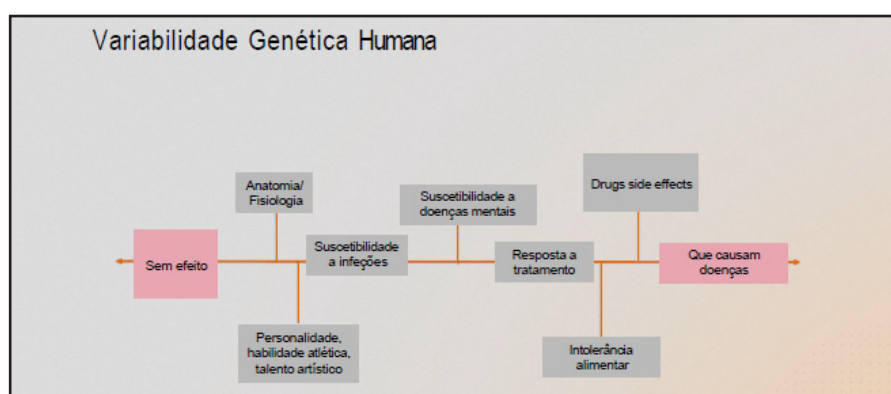 Variabilidade Genética Humana
Anatomia/
Fisiologia
Suscetibilidade a
doenças mentais
Drugs side effects
Sem efeito
Suscetibilidade
a infeções
Resposta a
tratamento
Que causam
doenças
Personalidade,
habilidade atlética,
talento artístico
Intolerância
alimentar